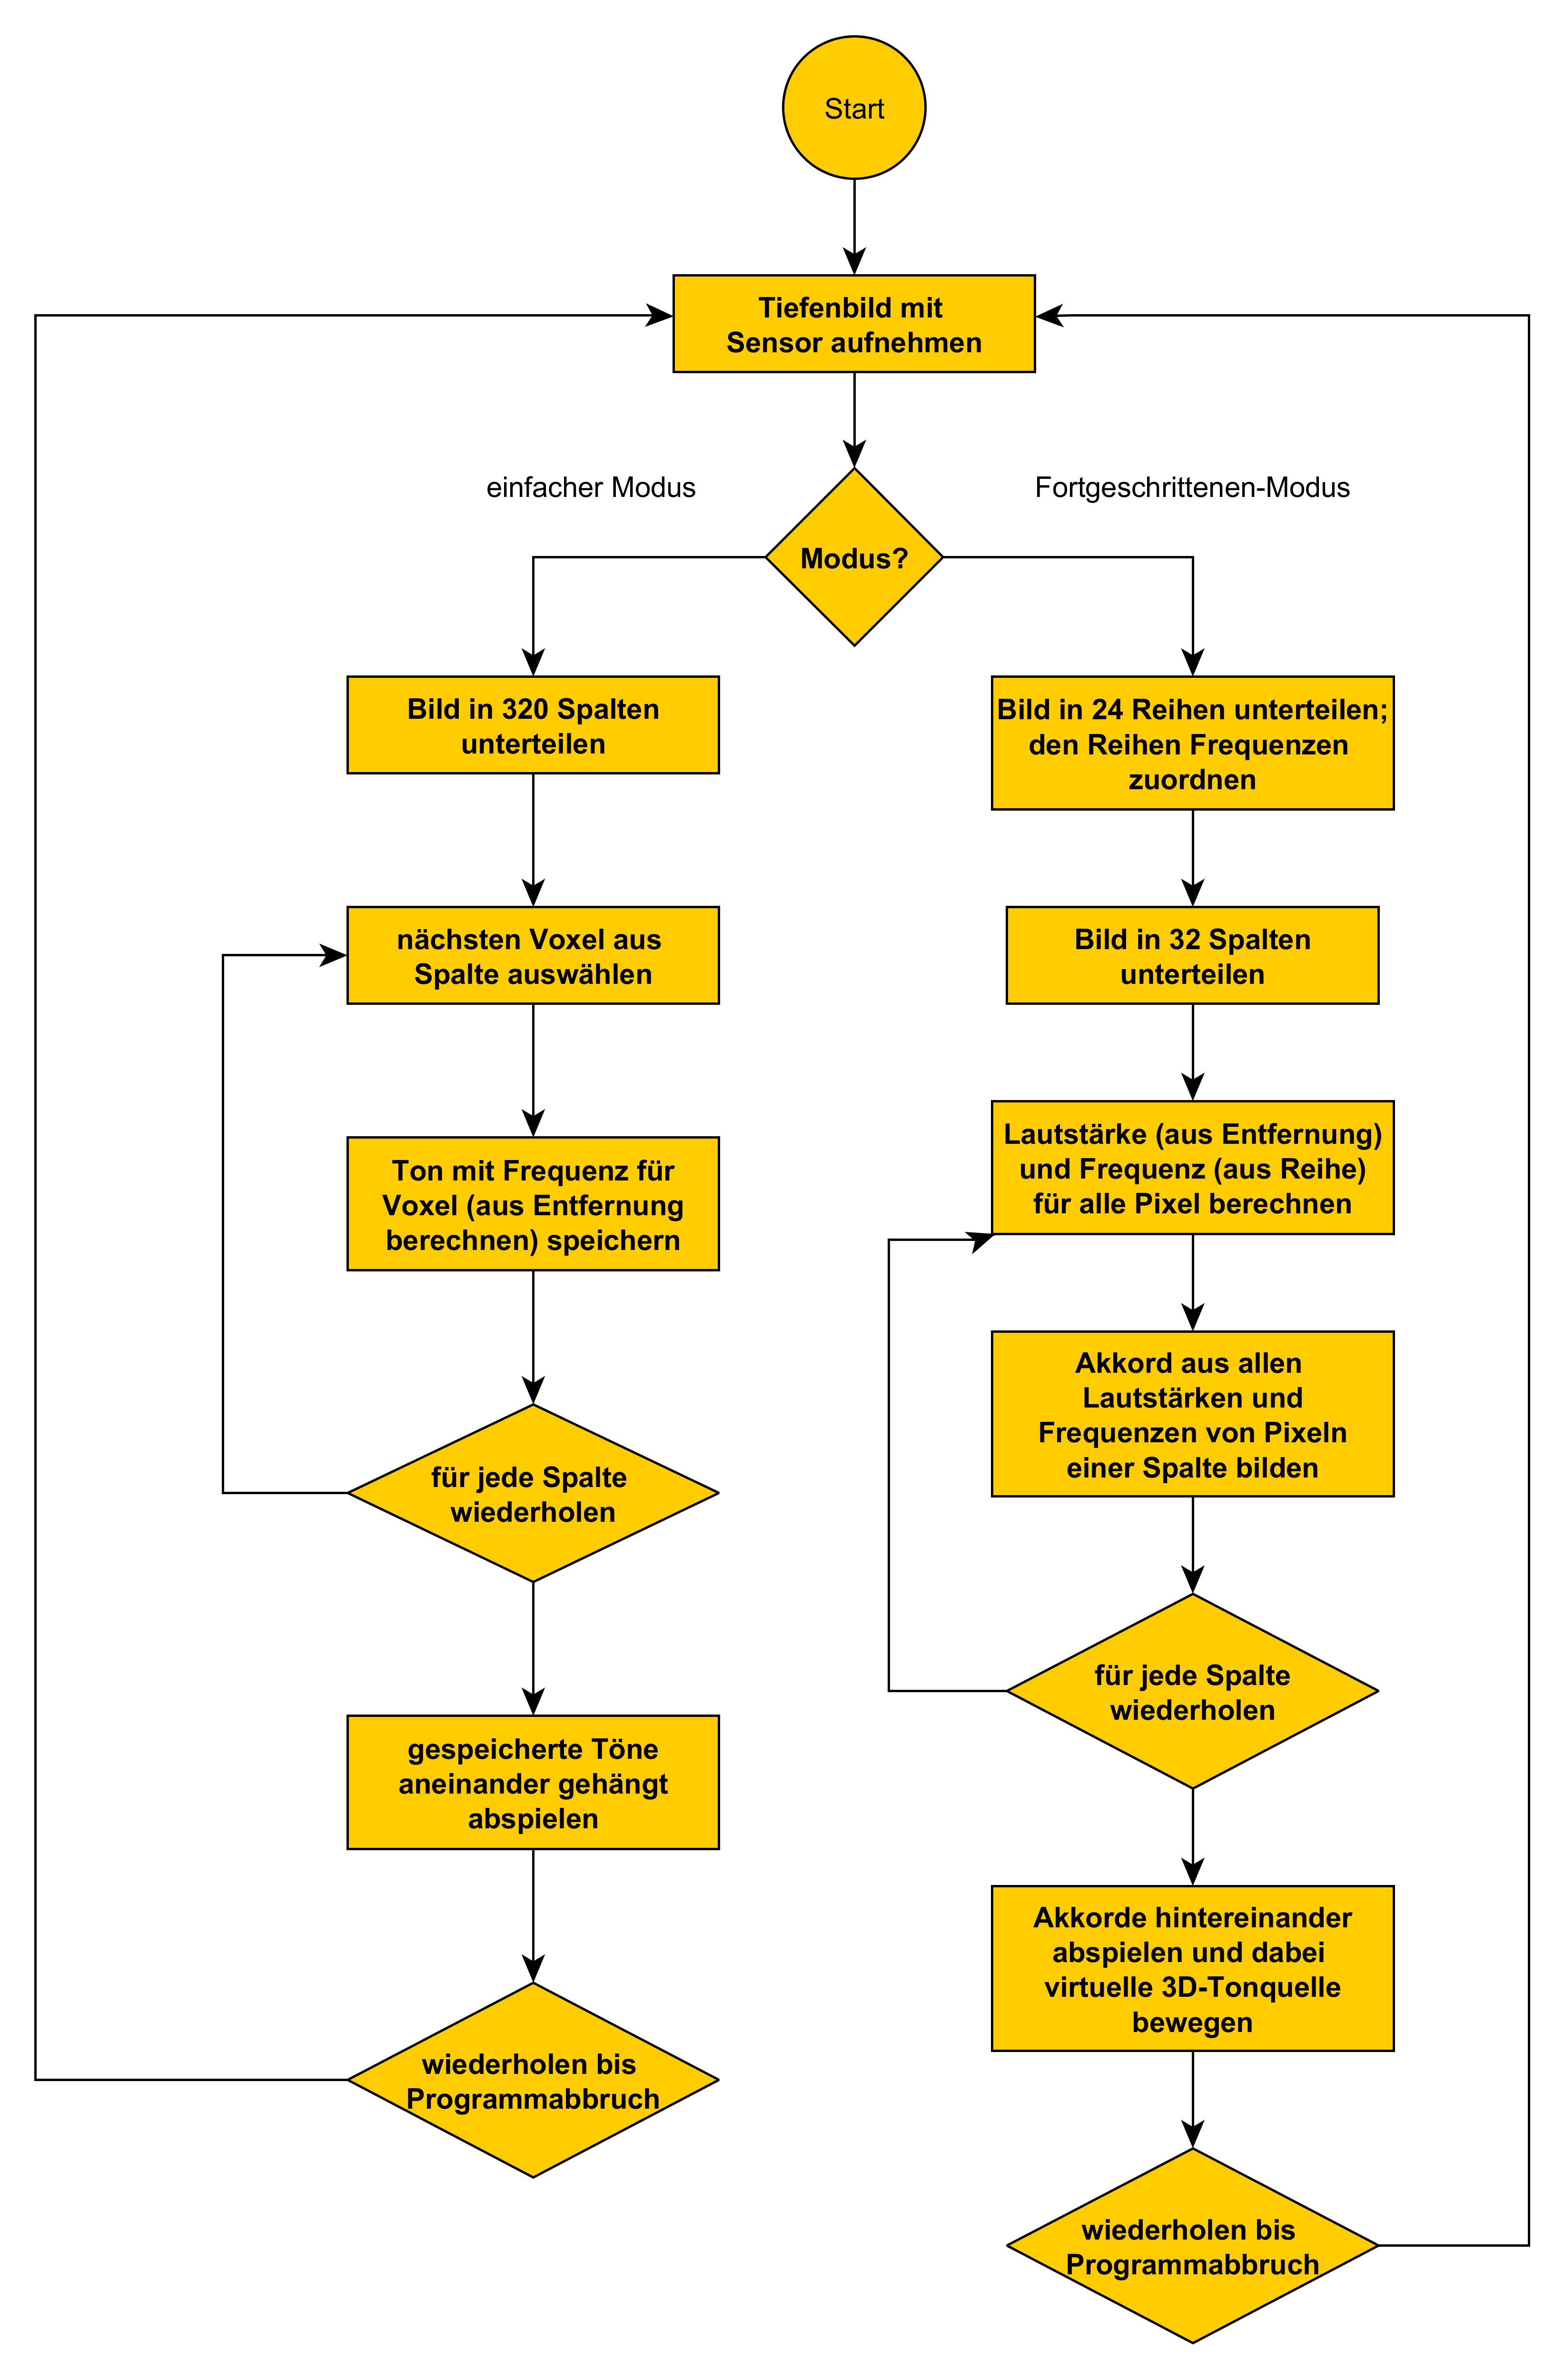 Start
Tiefenbild mit
Sensor aufnehmen
einfacher Modus
Fortgeschrittenen-Modus
Modus?
Bild in 320 Spalten
unterteilen
nächsten Voxel aus
Spalte auswählen
Ton mit Frequenz für
Voxel (aus Entfernung
berechnen) speichern
für jede Spalte
wiederholen
gespeicherte Töne
aneinander gehängt
abspielen
wiederholen bis
Programmabbruch
Bild in 24 Reihen unterteilen;
den Reihen Frequenzen
zuordnen
Bild in 32 Spalten
unterteilen
Lautstärke (aus Entfernung)
und Frequenz (aus Reihe)
für alle Pixel berechnen
Akkord aus allen
Lautstärken und
Frequenzen von Pixeln
einer Spalte bilden
für jede Spalte
wiederholen
Akkorde hintereinander
abspielen und dabei
virtuelle 3D-Tonquelle
bewegen
wiederholen bis
Programmabbruch